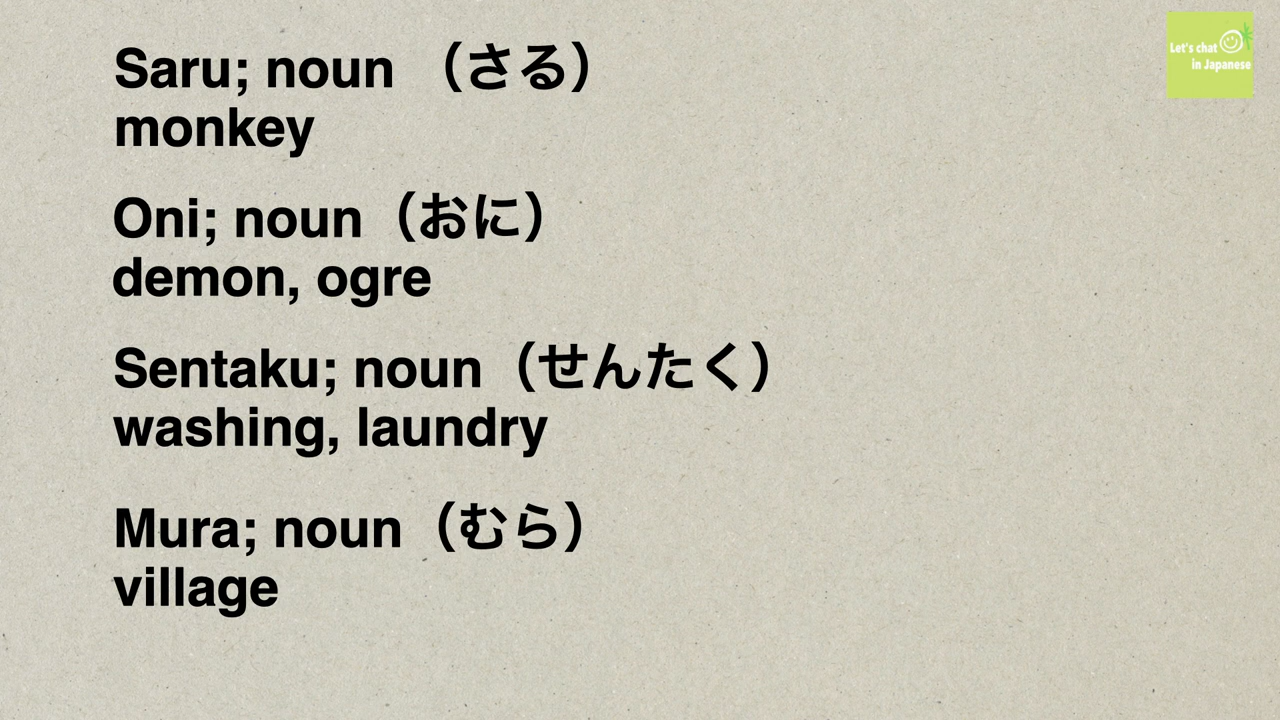 Saru; noun （さる）
monkey
Oni; noun（おに）
demon, ogre
Sentaku; noun（せんたく）
washing, laundry
Mura; noun（むら）
village
Let's chat
in Japanese